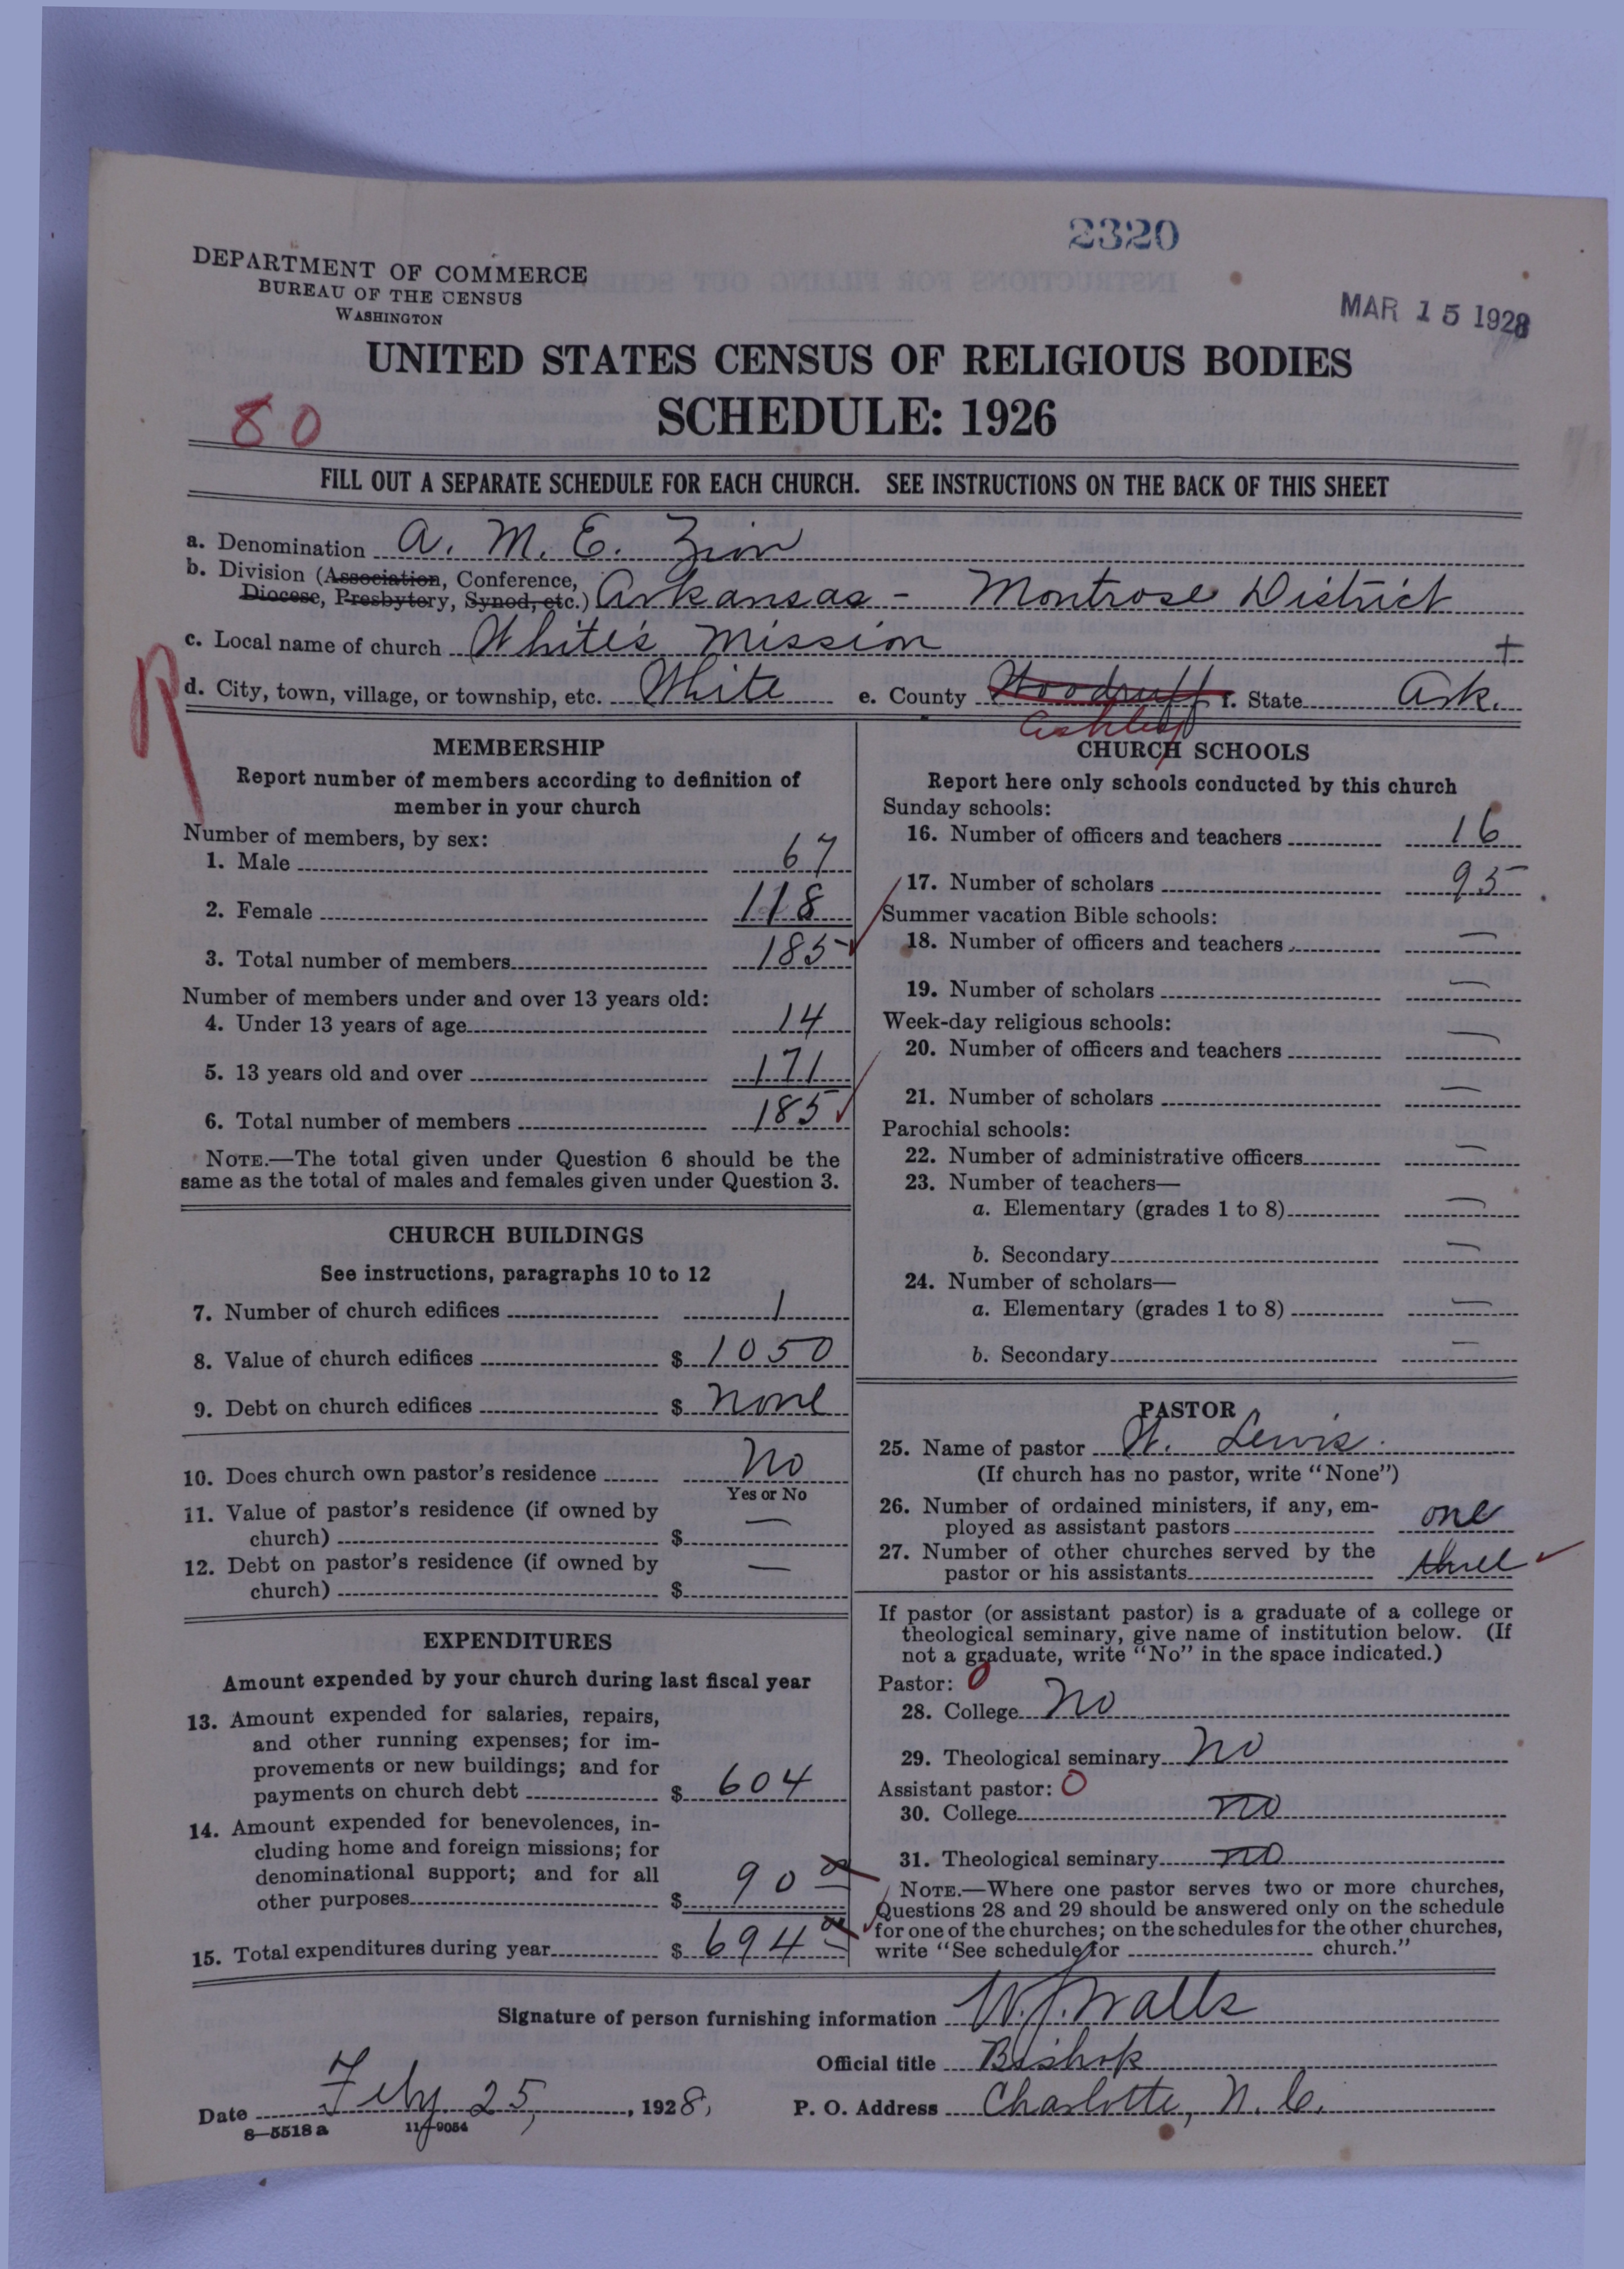 2320
MAR 15 1928
DEPARTMENT OF COMMERCE
BUREAU OF THE CENSUS
WASHINGTON
UNITED STATES CENSUS OF RELIGIOUS BODIES
SCHEDULE: 1926
80
FILL OUT A SEPARATE SCHEDULE FOR EACH CHURCH. SEE INSTRUCTIONS ON THE BACK OF THIS SHEET
a. Denomination A. M. E. Zion
b. Division (Association, Conference,
Diocese, Presbytery, Synod, etc.) Arkansas - Montrose District
c. Local name of church White's Mission +
R
d. City, town, village, or township, etc. White e. County Woodruff f. State Ark.
Ashley
MEMBERSHIP
Report number of members according to definition of
member in your church
Number of members, by sex:
1. Male 67
2. Female 118
3. Total number of members 185
Number of members under and over 13 years old:
4. Under 13 years of age 14
5. 13 years old and over 171
6. Total number of members 185
NOTE.—The total given under Question 6 should be the
same as the total of males and females given under Question 3.
CHURCH BUILDINGS
See instructions, paragraphs 10 to 12
7. Number of church edifices 1
8. Value of church edifices $ 1050
9. Debt on church edifices $ none
10. Does church own pastor's residence No
Yes or No
11. Value of pastor's residence (if owned by
church) $ —
12. Debt on pastor's residence (if owned by
church) $ —
EXPENDITURES
Amount expended by your church during last fiscal year
13. Amount expended for salaries, repairs,
and other running expenses; for im-
provements or new buildings; and for
payments on church debt $ 604
14. Amount expended for benevolences, in-
cluding home and foreign missions; for
denominational support; and for all
other purposes $ 90 00
15. Total expenditures during year $ 694 00
CHURCH SCHOOLS
Report here only schools conducted by this church
Sunday schools:
16. Number of officers and teachers 16
17. Number of scholars 95
Summer vacation Bible schools:
18. Number of officers and teachers —
19. Number of scholars —
Week-day religious schools:
20. Number of officers and teachers —
21. Number of scholars —
Parochial schools:
22. Number of administrative officers —
23. Number of teachers—
a. Elementary (grades 1 to 8) —
b. Secondary —
24. Number of scholars—
a. Elementary (grades 1 to 8) —
b. Secondary —
PASTOR
25. Name of pastor W. Lewis
(If church has no pastor, write "None")
26. Number of ordained ministers, if any, em-
ployed as assistant pastors one
27. Number of other churches served by the
pastor or his assistants three
If pastor (or assistant pastor) is a graduate of a college or
theological seminary, give name of institution below. (If
not a graduate, write "No" in the space indicated.)
Pastor: 0
28. College No
29. Theological seminary No
Assistant pastor: 0
30. College no
31. Theological seminary no
NOTE.—Where one pastor serves two or more churches,
Questions 28 and 29 should be answered only on the schedule
for one of the churches; on the schedules for the other churches,
write "See schedule for church."
Signature of person furnishing information W. J. Walls
Official title Bishop
Date Feby 25, 1928, P. O. Address Charlotte, N. C.
8—5518a 11—9054